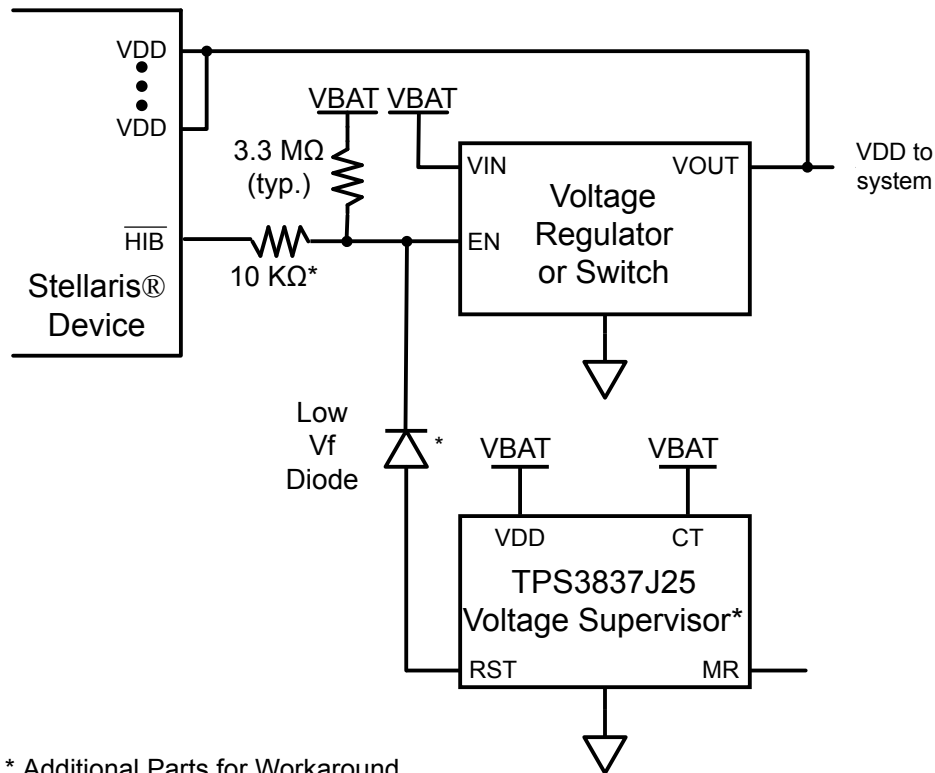 VDD
VDD
HIB
Stellaris®
Device
3.3 MΩ
(typ.)
VBAT
VBAT
10 KΩ*
VIN
VOUT
EN
Voltage
Regulator
or Switch
VDD to
system
Low
Vf
Diode
*
VBAT
VBAT
VDD
CT
TPS3837J25
Voltage Supervisor*
RST
MR
* Additional Parts for Workaround